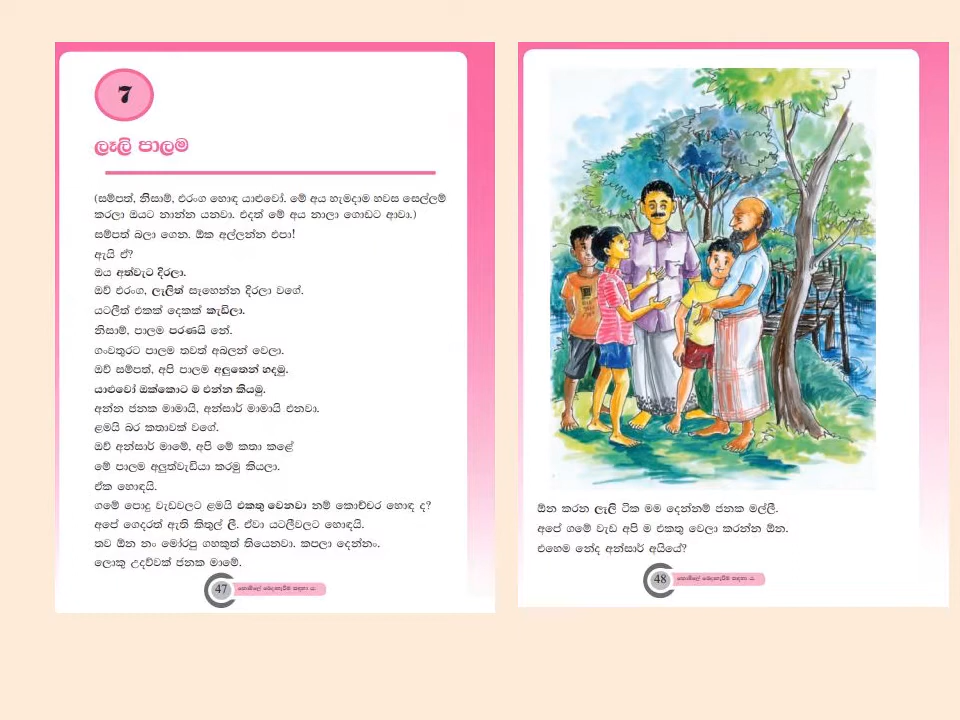 7
ලෑලි පාලම
(සම්පත්, නිසාම්, එරංග හොඳ යාළුවෝ. මේ අය හැමදාම හවස සෙල්ලම්
කරලා ඔයට නාන්න යනවා. එදත් මේ අය නාලා ගොඩට ආවා.)
සම්පත් බලා ගෙන. ඕක අල්ලන්න එපා!
ඇයි ඒ?
ඔය අත්වැට දිරලා.
ඔව් එරංග, ලෑලිත් සෑහෙන්න දිරලා වගේ.
යටලීත් එකක් දෙකක් කැඩිලා.
නිසාම්, පාලම පරණයි නේ.
ගංවතුරට පාලම තවත් අබලන් වෙලා.
ඔව් සම්පත්, අපි පාලම අලුතෙන් හදමු.
යාළුවෝ ඔක්කොට ම එන්න කියමු.
අන්න ජනක මාමායි, අන්සාර් මාමායි එනවා.
ළමයි බර කතාවක් වගේ.
ඔව් අන්සාර් මාමේ, අපි මේ කතා කළේ
මේ පාලම අලුත්වැඩියා කරමු කියලා.
ඒක හොඳයි.
ගමේ පොදු වැඩවලට ළමයි එකතු වෙනවා නම් කොච්චර හොඳ ද?
අපේ ගෙදරත් ඇති කිතුල් ලී. ඒවා යටලීවලට හොඳයි.
තව ඕන නං මෝරපු ගහකුත් තියෙනවා. කපලා දෙන්නං.
ලොකු උදව්වක් ජනක මාමේ.
47
නොමිලේ බෙදාහැරීම සඳහා ය.
ඕන කරන ලෑලි ටික මම දෙන්නම් ජනක මල්ලී.
අපේ ගමේ වැඩ අපි ම එකතු වෙලා කරන්න ඕන.
එහෙම නේද අන්සාර් අයියේ?
48
නොමිලේ බෙදාහැරීම සඳහා ය.